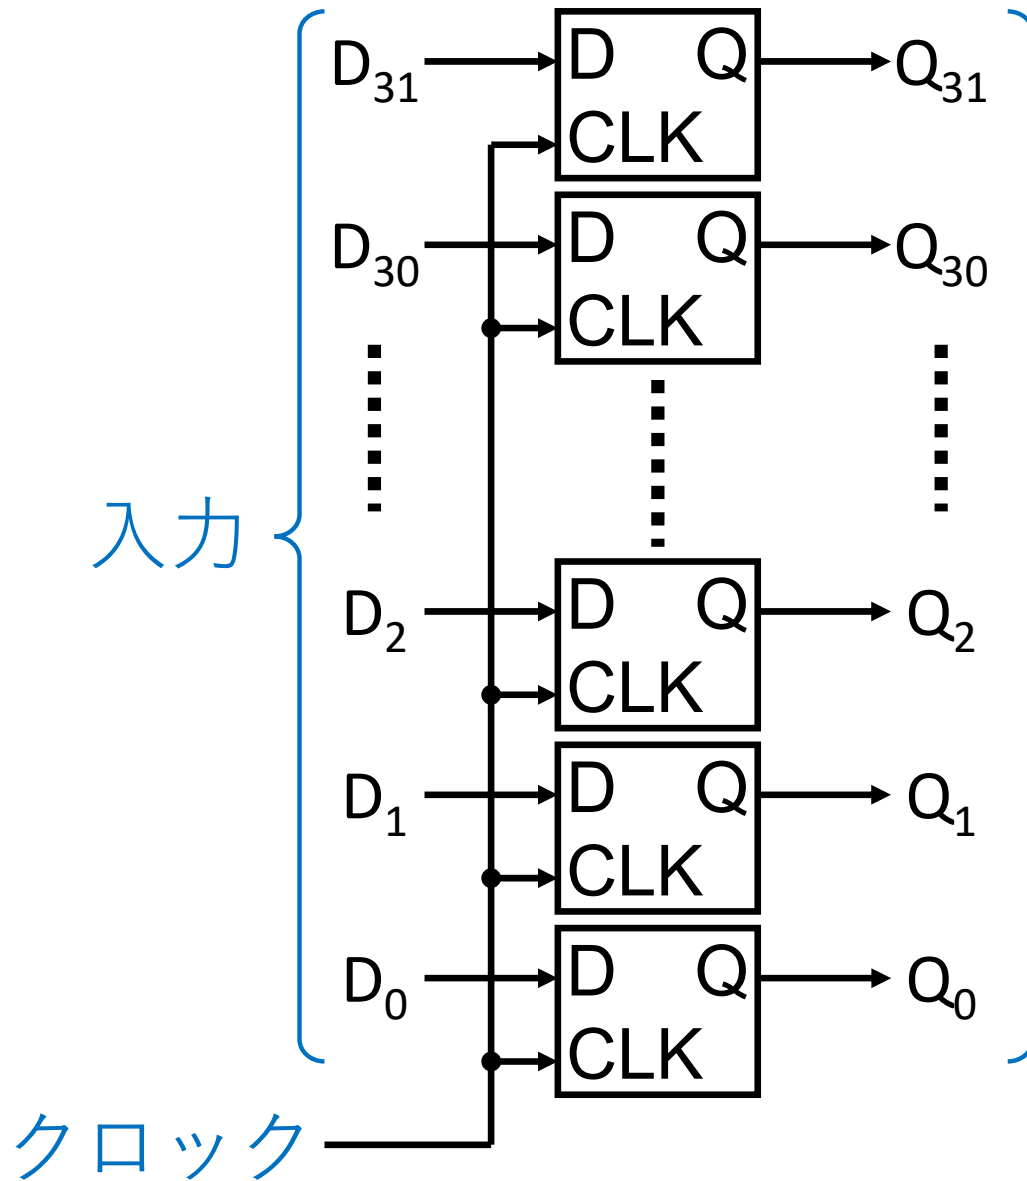 D₃₁ D Q Q₃₁
CLK
D₃₀ D Q Q₃₀
CLK
入力
D₂ D Q Q₂
CLK
D₁ D Q Q₁
CLK
D₀ D Q Q₀
CLK
クロック